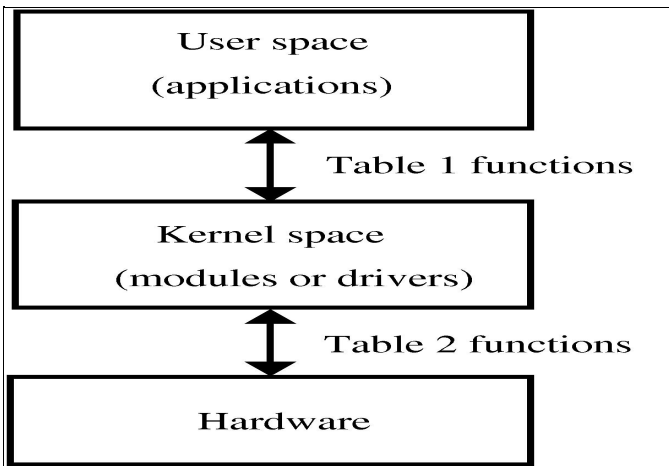 User space
(applications)
Table 1 functions
Kernel space
(modules or drivers)
Table 2 functions
Hardware